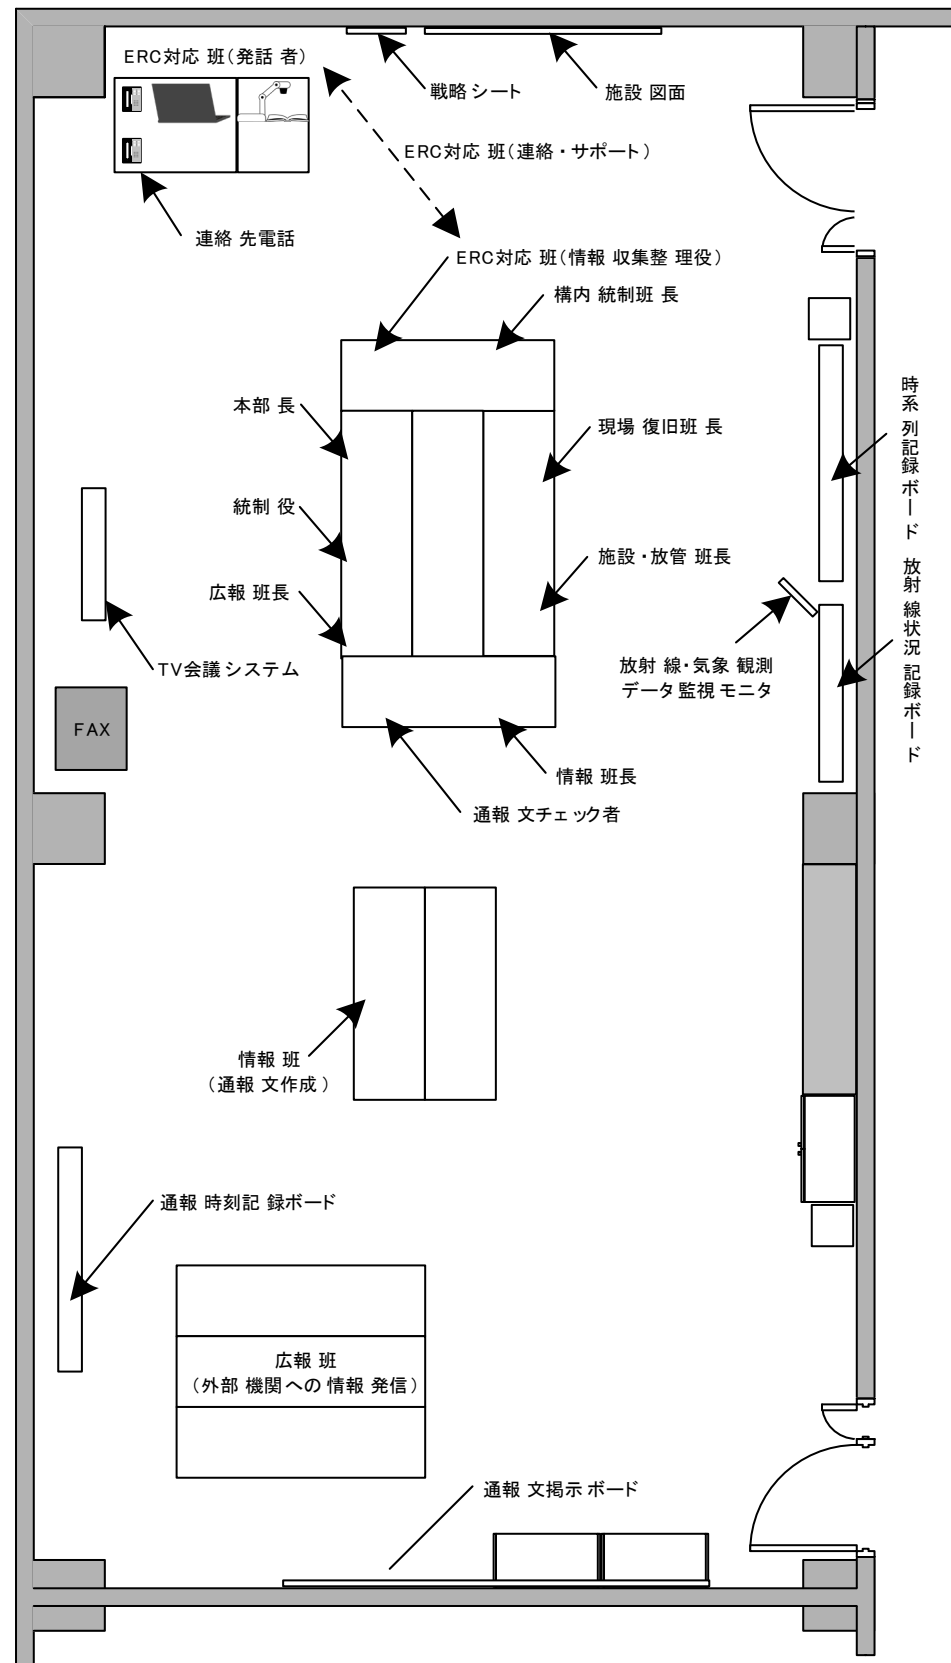 ERC対応班(発話者)
戦略シート
施設図面
ERC対応班(連絡・サポート)
連絡先電話
ERC対応班(情報収集整理役)
構内統制班長
本部長
現場復旧班長
時系列記録ボード
統制役
施設・放管班長
広報班長
放射線状況記録ボード
TV会議システム
放射線・気象観測
データ監視モニタ
FAX
情報班長
通報文チェック者
情報班
(通報文作成)
通報時刻記録ボード
広報班
(外部機関への情報発信)
通報文掲示ボード